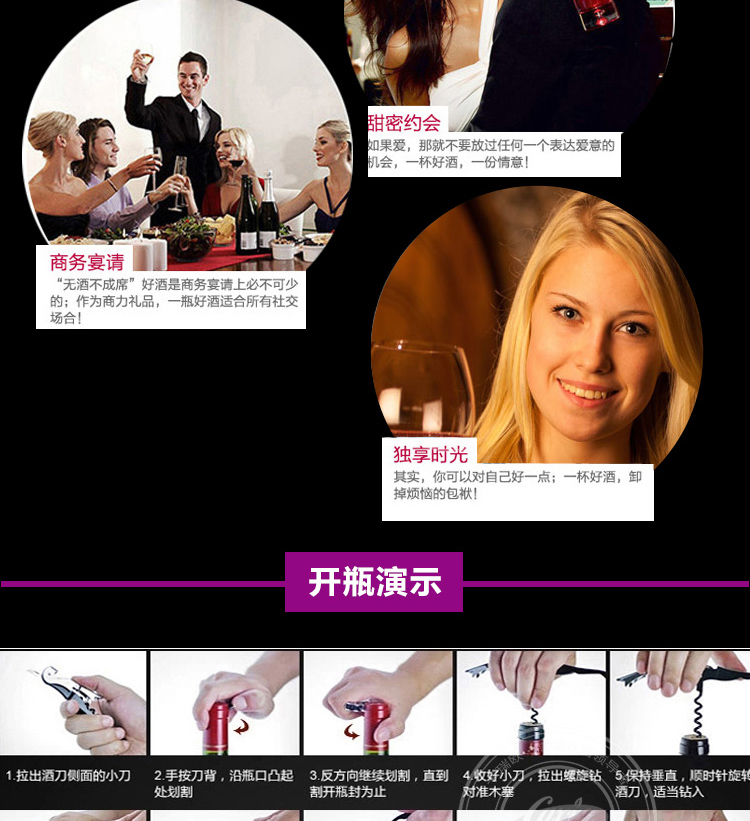 甜密约会
如果爱，那就不要放过任何一个表达爱意的
机会，一杯好酒，一份情意！
商务宴请
“无酒不成席”好酒是商务宴请上必不可少
的；作为商力礼品，一瓶好酒适合所有社交
场合！
独享时光
其实，你可以对自己好一点；一杯好酒，卸
掉烦恼的包袱！
开瓶演示
1.拉出酒刀侧面的小刀
2.手按刀背，沿瓶口凸起
处划割
3.反方向继续划割，直到
割开瓶封为止
4.收好小刀，拉出螺旋钻
对准木塞
5.保持垂直，顺时针旋转
酒刀，适当钻入